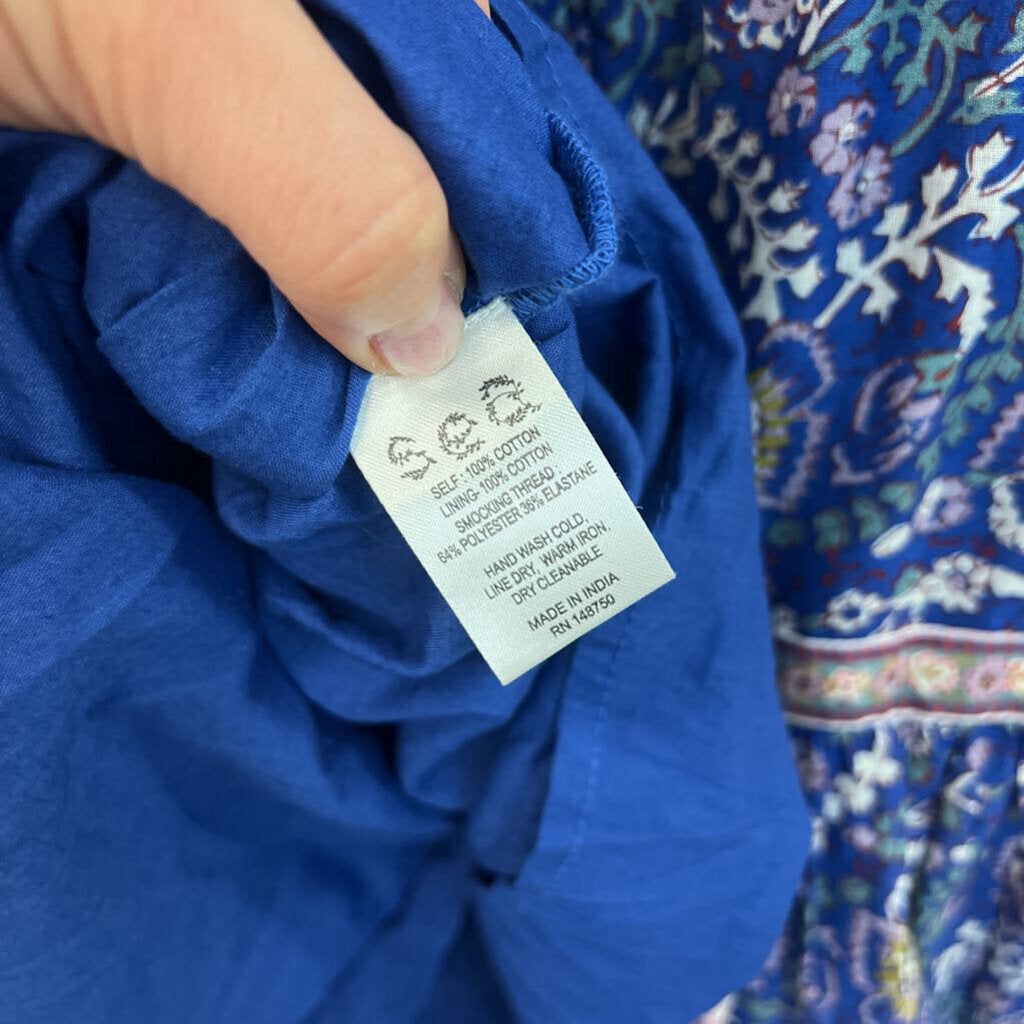 SELF : 100% COTTON
LINING- 100% COTTON
SMOCKING THREAD
64% POLYESTER 36% ELASTANE
HAND WASH COLD,
LINE DRY, WARM IRON,
DRY CLEANABLE
MADE IN INDIA
RN 148750